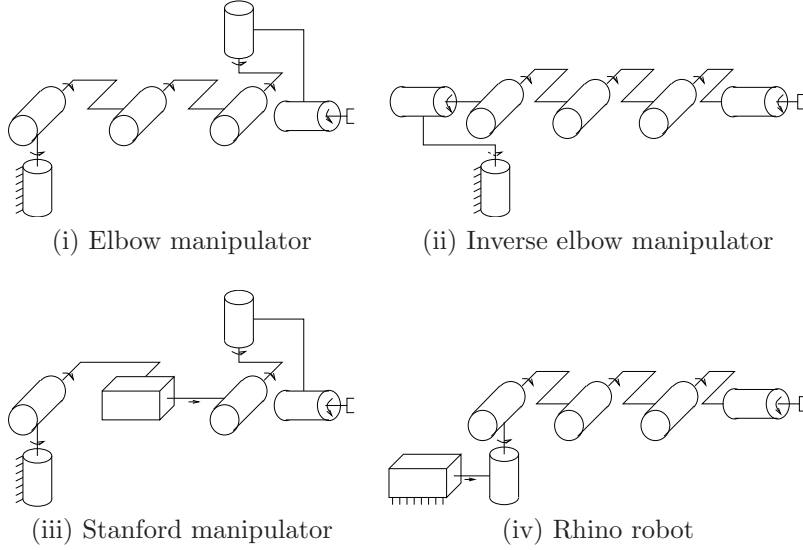 (i) Elbow manipulator
(ii) Inverse elbow manipulator
(iii) Stanford manipulator
(iv) Rhino robot